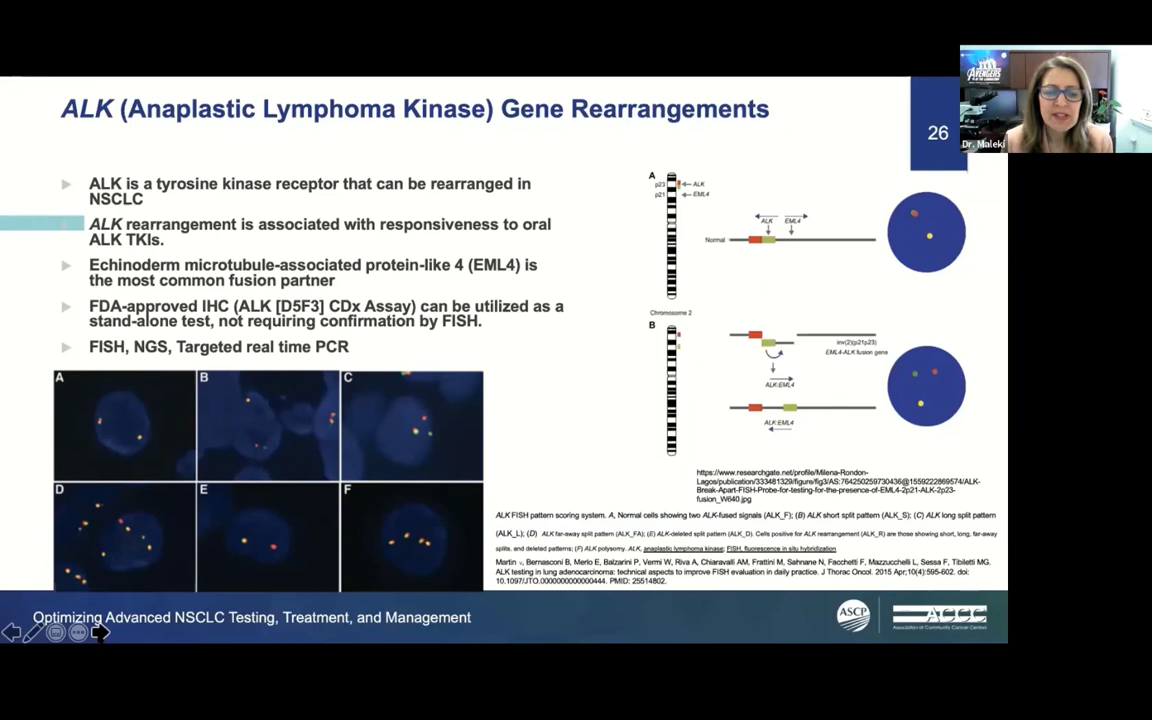 ALK (Anaplastic Lymphoma Kinase) Gene Rearrangements
26
AVENGERS
Dr. Maleki
ALK is a tyrosine kinase receptor that can be rearranged in
NSCLC
ALK rearrangement is associated with responsiveness to oral
ALK TKIs.
Echinoderm microtubule-associated protein-like 4 (EML4) is
the most common fusion partner
FDA-approved IHC (ALK [D5F3] CDx Assay) can be utilized as a
stand-alone test, not requiring confirmation by FISH.
FISH, NGS, Targeted real time PCR
A
B
C
D
E
F
A
p23
ALK
p21
EML4
ALK
EML4
Normal
Chromosome 2
B
inv(2)(p21p23)
EML4-ALK fusion gene
ALK:EML4
ALK:EML4
https://www.researchgate.net/profile/Milena-Rondon-
Lagos/publication/333481329/figure/fig3/AS:764250259730436@1559222869574/ALK-
Break-Apart-FISH-Probe-for-testing-for-the-presence-of-EML4-2p21-ALK-2p23-
fusion_W640.jpg
ALK FISH pattern scoring system. A, Normal cells showing two ALK-fused signals (ALK_F); (B) ALK short split pattern (ALK_S); (C) ALK long split pattern
(ALK_L); (D) ALK far-away split pattern (ALK_FA); (E) ALK-deleted split pattern (ALK_D). Cells positive for ALK rearrangement (ALK_R) are those showing short, long, far-away
splits, and deleted patterns; (F) ALK polysomy. ALK, anaplastic lymphoma kinase; FISH, fluorescence in situ hybridization
Martin V, Bernasconi B, Merlo E, Balzarini P, Vermi W, Riva A, Chiaravalli AM, Frattini M, Sahnane N, Facchetti F, Mazzucchelli L, Sessa F, Tibiletti MG.
ALK testing in lung adenocarcinoma: technical aspects to improve FISH evaluation in daily practice. J Thorac Oncol. 2015 Apr;10(4):595-602. doi:
10.1097/JTO.0000000000000444. PMID: 25514802.
Optimizing Advanced NSCLC Testing, Treatment, and Management
ASCP
ACCC
Association of Community Cancer Centers